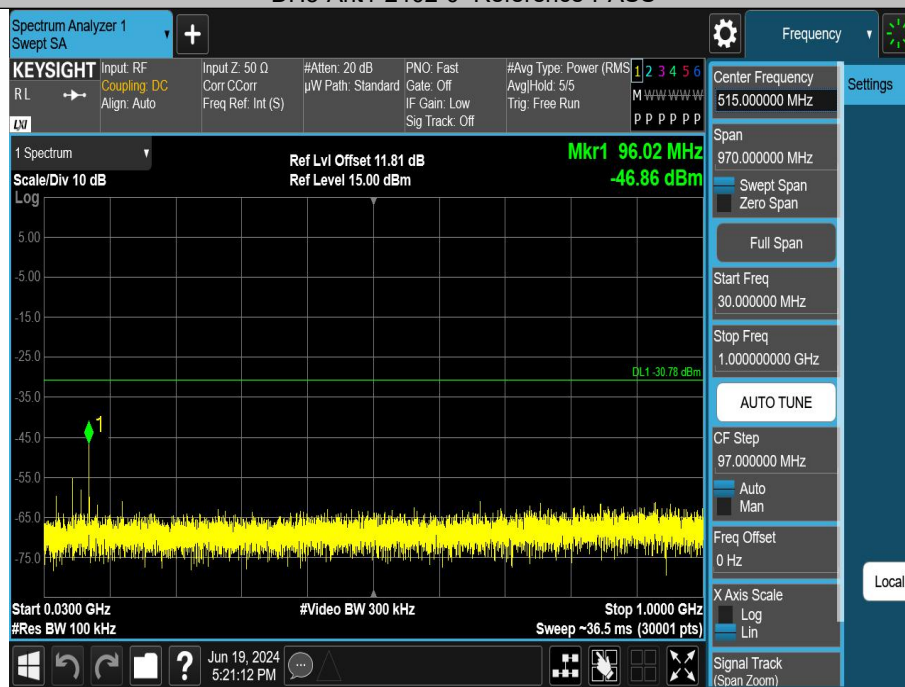 Spectrum Analyzer 1
Swept SA
Frequency
KEYSIGHT
RL
LXI
Input: RF
Coupling: DC
Align: Auto
Input Z: 50 Ω
Corr CCorr
Freq Ref: Int (S)
#Atten: 20 dB
µW Path: Standard
PNO: Fast
Gate: Off
IF Gain: Low
Sig Track: Off
#Avg Type: Power (RMS
Avg|Hold: 5/5
Trig: Free Run
1 2 3 4 5 6
M W W W W W
P P P P P P
1 Spectrum
Scale/Div 10 dB
Log
Ref Lvl Offset 11.81 dB
Ref Level 15.00 dBm
Mkr1 96.02 MHz
-46.86 dBm
5.00
-5.00
-15.0
-25.0
DL1 -30.78 dBm
-35.0
1
-45.0
-55.0
-65.0
-75.0
Start 0.0300 GHz
#Res BW 100 kHz
#Video BW 300 kHz
Stop 1.0000 GHz
Sweep ~36.5 ms (30001 pts)
Jun 19, 2024
5:21:12 PM
Center Frequency
515.000000 MHz
Span
970.000000 MHz
Swept Span
Zero Span
Full Span
Start Freq
30.000000 MHz
Stop Freq
1.000000000 GHz
AUTO TUNE
CF Step
97.000000 MHz
Auto
Man
Freq Offset
0 Hz
X Axis Scale
Log
Lin
Signal Track
(Span Zoom)
Settings
Local